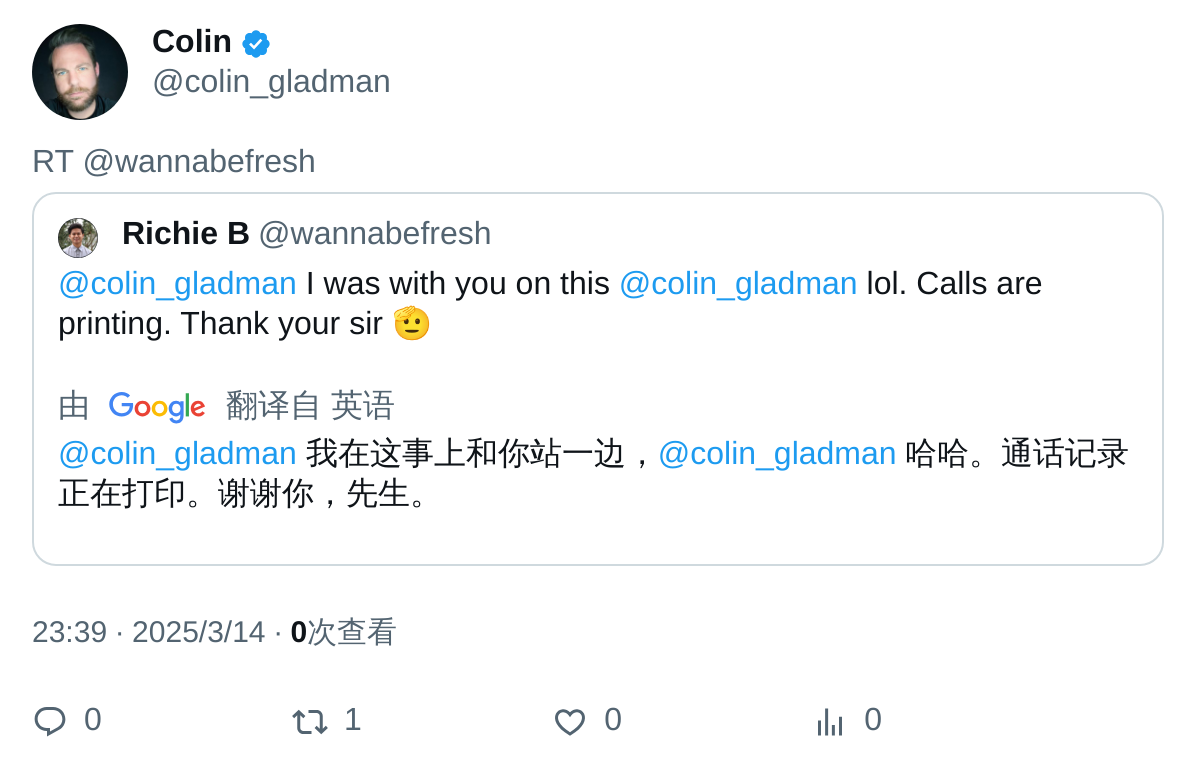 Colin
@colin_gladman
RT @wannabefresh
Richie B @wannabefresh
@colin_gladman I was with you on this @colin_gladman lol. Calls are
printing. Thank your sir 🫡
由 Google 翻译自 英语
@colin_gladman 我在这事上和你站一边，@colin_gladman 哈哈。通话记录
正在打印。谢谢你，先生。
23:39 · 2025/3/14 · 0次查看
0 1 0 0